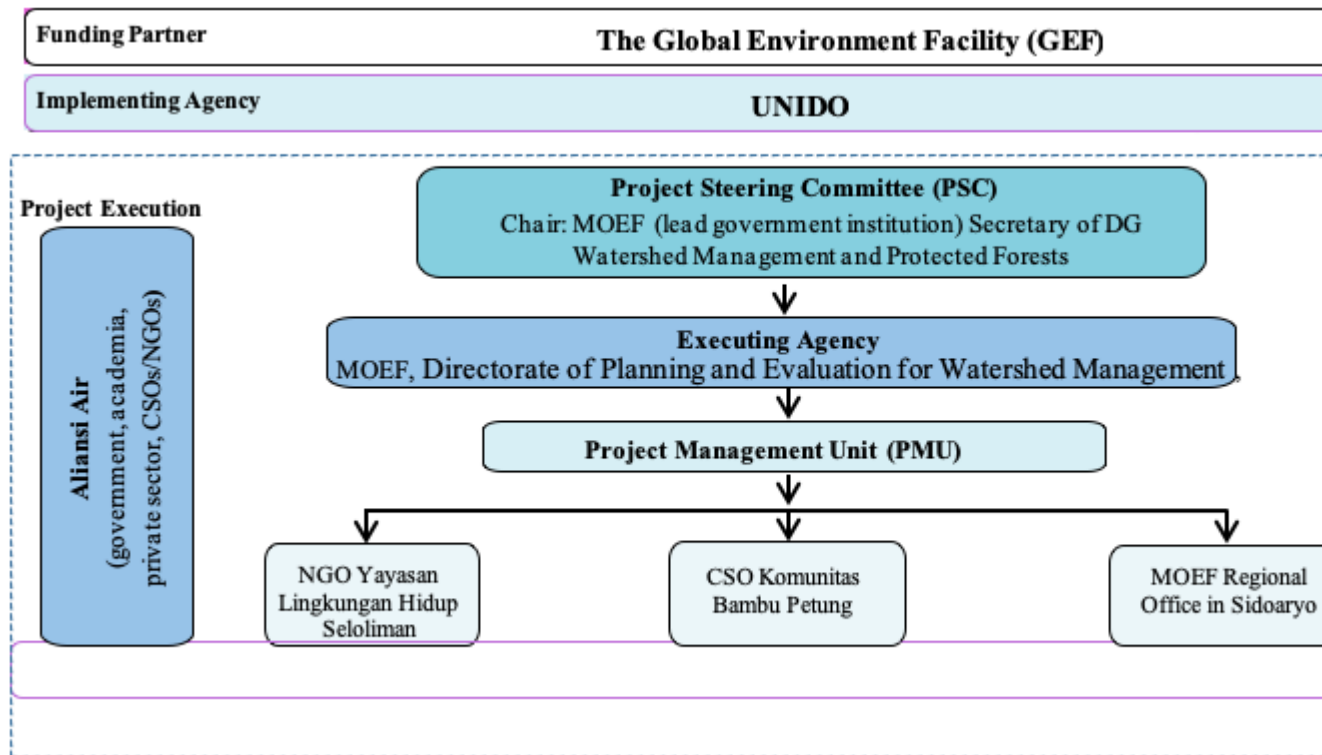 Funding Partner
The Global Environment Facility (GEF)
Implementing Agency
UNIDO
Project Execution
Project Steering Committee (PSC)
Chair: MOEF (lead government institution) Secretary of DG
Watershed Management and Protected Forests
Aliansi Air
(government, academia,
private sector, CSOs/NGOs)
Executing Agency
MOEF, Directorate of Planning and Evaluation for Watershed Management ,
Project Management Unit (PMU)
NGO Yayasan
Lingkungan Hidup
Seloliman
CSO Komunitas
Bambu Petung
MOEF Regional
Office in Sidoaryo